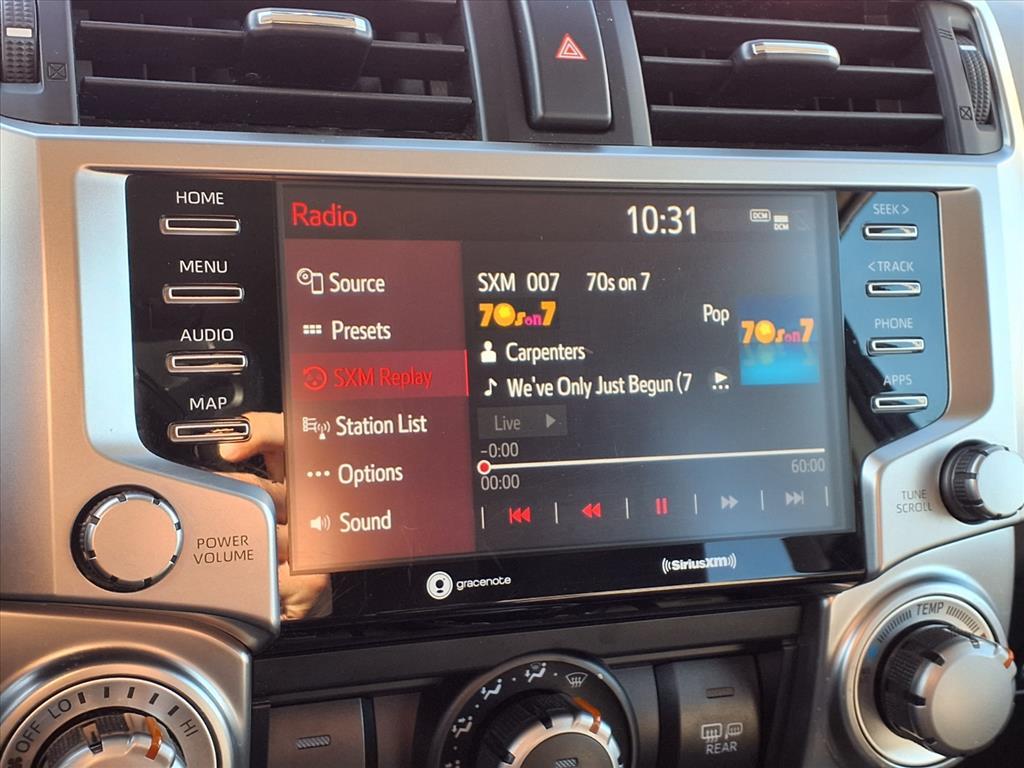 HOME
MENU
AUDIO
MAP
POWER
VOLUME
Radio
10:31
DCM
DCM
Source
Presets
SXM Replay
Station List
Options
Sound
SXM 007 70s on 7
70s on 7
Pop
70s on 7
Carpenters
We've Only Just Begun (7
Live
-0:00
00:00
60:00
gracenote
((SiriusXM))
SEEK >
< TRACK
PHONE
APPS
TUNE
SCROLL
TEMP
OFF LO HI
REAR